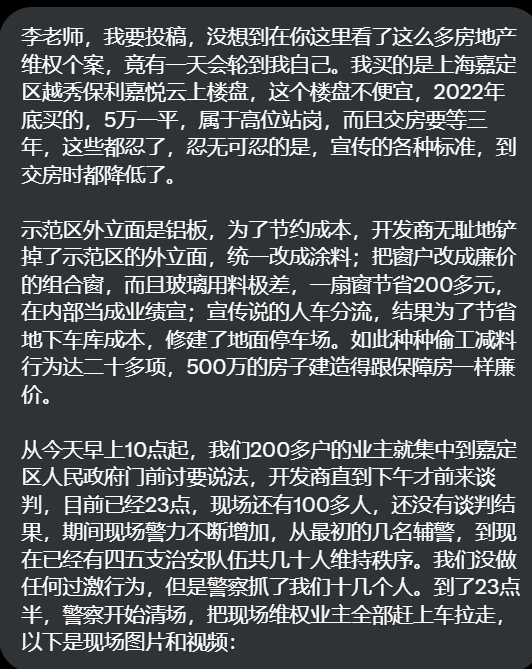 李老师，我要投稿，没想到在你这里看了这么多房地产
维权个案，竟有一天会轮到我自己。我买的是上海嘉定
区越秀保利嘉悦云上楼盘，这个楼盘不便宜，2022年
底买的，5万一平，属于高位站岗，而且交房要等三
年，这些都忍了，忍无可忍的是，宣传的各种标准，到
交房时都降低了。
示范区外立面是铝板，为了节约成本，开发商无耻地铲
掉了示范区的外立面，统一改成涂料；把窗户改成廉价
的组合窗，而且玻璃用料极差，一扇窗节省200多元，
在内部当成业绩宣；宣传说的人车分流，结果为了节省
地下车库成本，修建了地面停车场。如此种种偷工减料
行为达二十多项，500万的房子建造得跟保障房一样廉
价。
从今天早上10点起，我们200多户的业主就集中到嘉定
区人民政府门前讨要说法，开发商直到下午才前来谈
判，目前已经23点，现场还有100多人，还没有谈判结
果，期间现场警力不断增加，从最初的几名辅警，到现
在已经有四五支治安队伍共几十人维持秩序。我们没做
任何过激行为，但是警察抓了我们十几个人。到了23点
半，警察开始清场，把现场维权业主全部赶上车拉走，
以下是现场图片和视频：